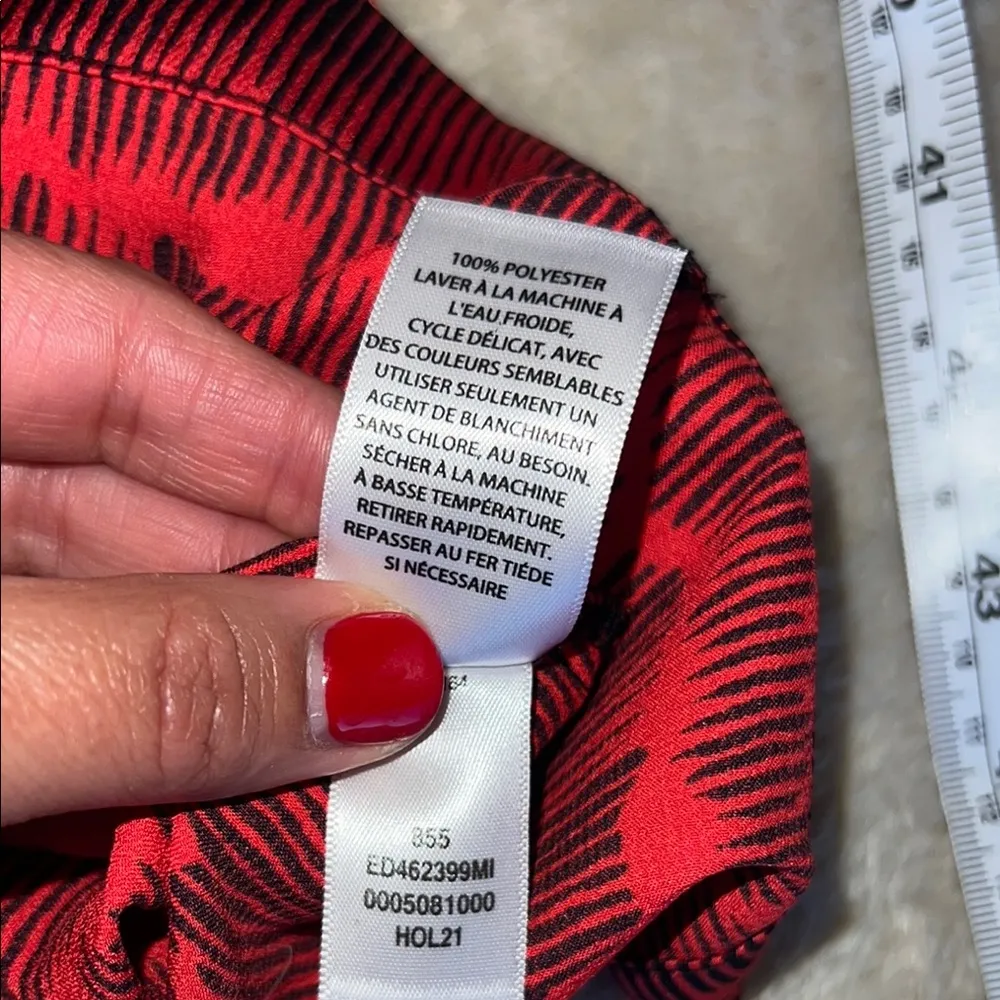 100% POLYESTER
LAVER À LA MACHINE À
L'EAU FROIDE,
CYCLE DÉLICAT, AVEC
DES COULEURS SEMBLABLES
UTILISER SEULEMENT UN
AGENT DE BLANCHIMENT
SANS CHLORE, AU BESOIN.
SÉCHER À LA MACHINE
À BASSE TEMPÉRATURE,
RETIRER RAPIDEMENT.
REPASSER AU FER TIÉDE
SI NÉCESSAIRE
855
ED462399MI
0005081000
HOL21
41
43